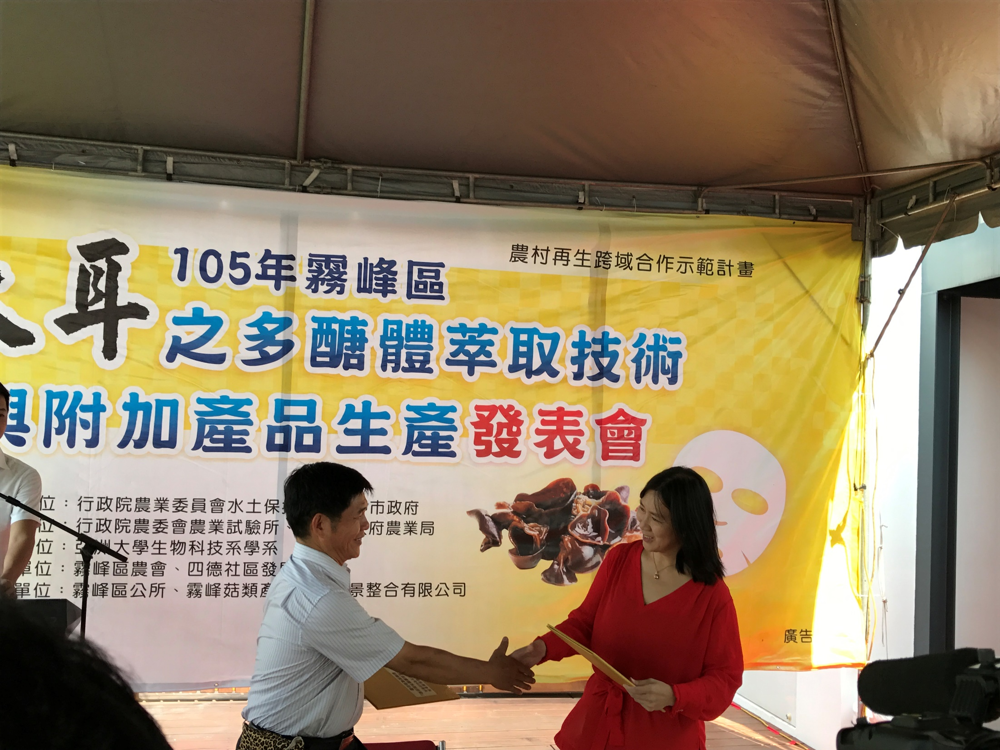 農村再生跨域合作示範計畫
耳
105年霧峰區
之多醣體萃取技術
與附加產品生產發表會
位：行政院農業委員會水土保 市政府
位：行政院農委會農業試驗所、 府農業局
位：亞洲大學生物科技系學系
單位：霧峰區農會、四德社區發
單位：霧峰區公所、霧峰菇類產 景整合有限公司
廣告